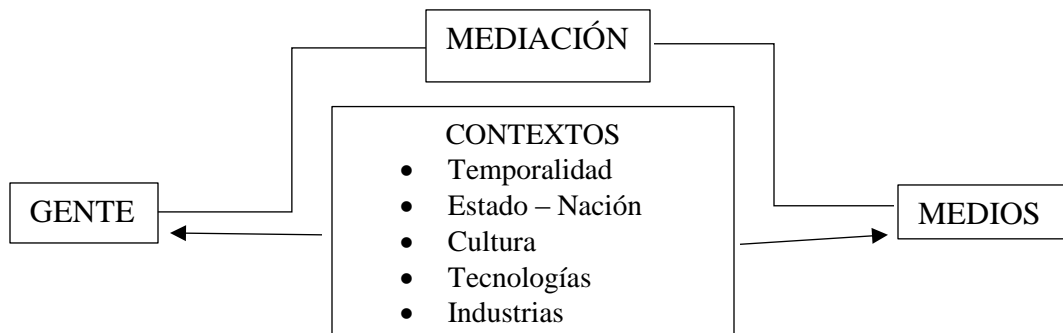 MEDIACIÓN
CONTEXTOS
• Temporalidad
• Estado – Nación
• Cultura
• Tecnologías
• Industrias
GENTE
MEDIOS